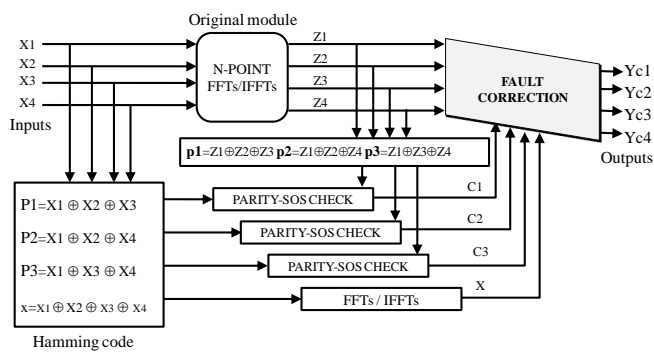 Original module
X1
X2
X3
X4
Inputs
N-POINT
FFTs/IFFTs
Z1
Z2
Z3
Z4
FAULT
CORRECTION
Yc1
Yc2
Yc3
Yc4
Outputs
p1=Z1⊕Z2⊕Z3 p2=Z1⊕Z2⊕Z4 p3=Z1⊕Z3⊕Z4
P1=X1 ⊕ X2 ⊕ X3
P2=X1 ⊕ X2 ⊕ X4
P3=X1 ⊕ X3 ⊕ X4
x=X1 ⊕ X2 ⊕ X3 ⊕ X4
Hamming code
PARITY-SOS CHECK
C1
PARITY-SOS CHECK
C2
PARITY-SOS CHECK
C3
FFTs / IFFTs
X